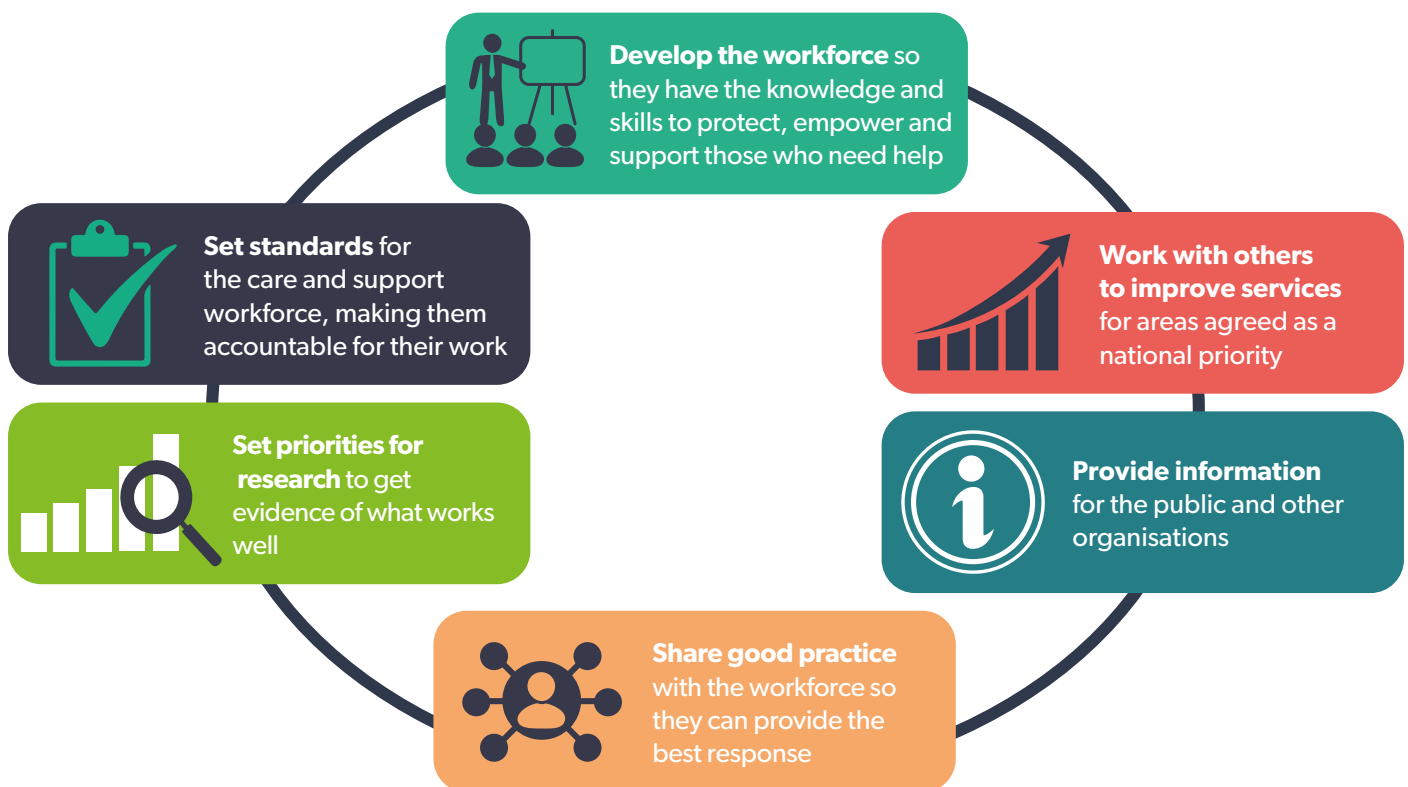 Develop the workforce so
they have the knowledge and
skills to protect, empower and
support those who need help
Set standards for
the care and support
workforce, making them
accountable for their work
Work with others
to improve services
for areas agreed as a
national priority
Set priorities for
research to get
evidence of what works
well
Provide information
for the public and other
organisations
Share good practice
with the workforce so
they can provide the
best response